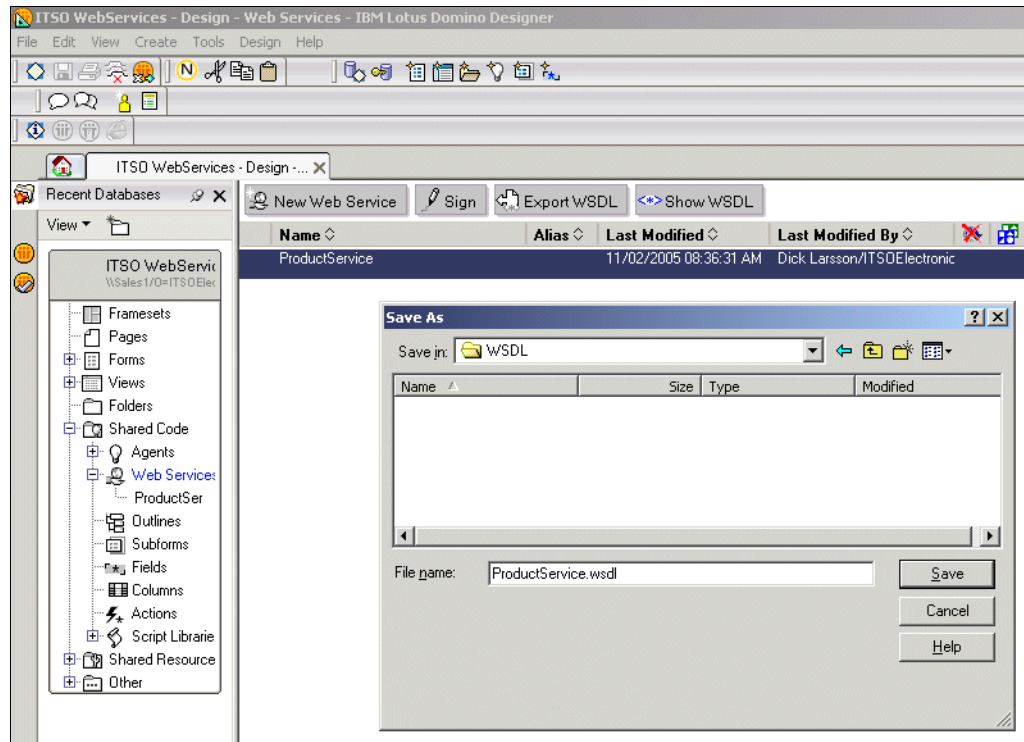 ITSO WebServices - Design - Web Services - IBM Lotus Domino Designer
File Edit View Create Tools Design Help
ITSO WebServices - Design -...
Recent Databases
New Web Service Sign Export WSDL Show WSDL
View
Name Alias Last Modified Last Modified By
ProductService 11/02/2005 08:36:31 AM Dick Larsson/ITSOElectronic
ITSO WebServic
\\Sales1/O=ITSOElec
Framesets
Pages
Forms
Views
Folders
Shared Code
Agents
Web Services
ProductSer
Outlines
Subforms
Fields
Columns
Actions
Script Librarie
Shared Resource
Other
Save As
Save in: WSDL
Name Size Type Modified
File name: ProductService.wsdl Save
Cancel
Help